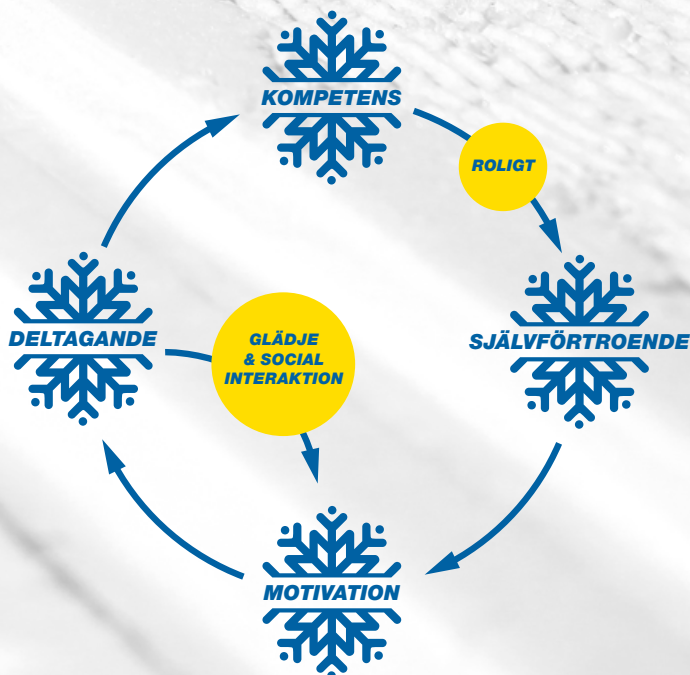 KOMPETENS
ROLIGT
DELTAGANDE
GLÄDJE
& SOCIAL
INTERAKTION
SJÄLVFÖRTROENDE
MOTIVATION